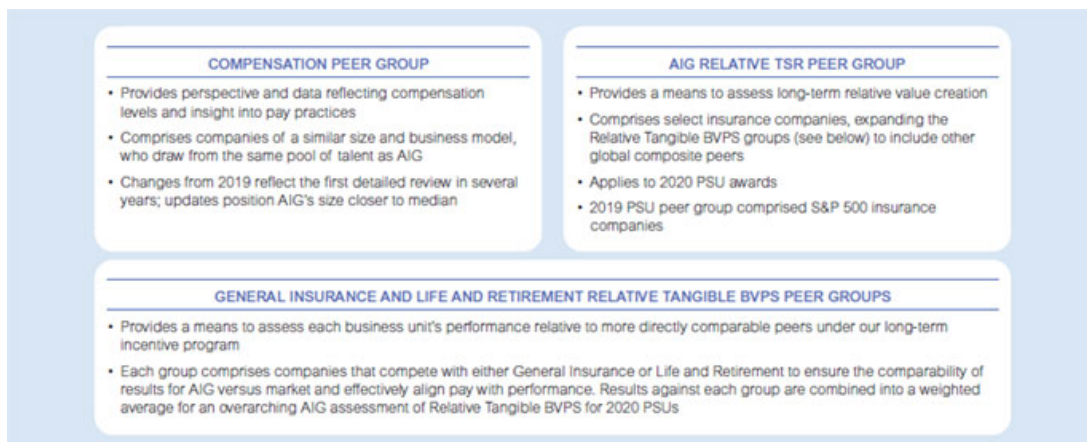 COMPENSATION PEER GROUP
• Provides perspective and data reflecting compensation
levels and insight into pay practices
• Comprises companies of a similar size and business model,
who draw from the same pool of talent as AIG
• Changes from 2019 reflect the first detailed review in several
years; updates position AIG's size closer to median
AIG RELATIVE TSR PEER GROUP
• Provides a means to assess long-term relative value creation
• Comprises select insurance companies, expanding the
Relative Tangible BVPS groups (see below) to include other
global composite peers
• Applies to 2020 PSU awards
• 2019 PSU peer group comprised S&P 500 insurance
companies
GENERAL INSURANCE AND LIFE AND RETIREMENT RELATIVE TANGIBLE BVPS PEER GROUPS
• Provides a means to assess each business unit's performance relative to more directly comparable peers under our long-term
incentive program
• Each group comprises companies that compete with either General Insurance or Life and Retirement to ensure the comparability of
results for AIG versus market and effectively align pay with performance. Results against each group are combined into a weighted
average for an overarching AIG assessment of Relative Tangible BVPS for 2020 PSUs